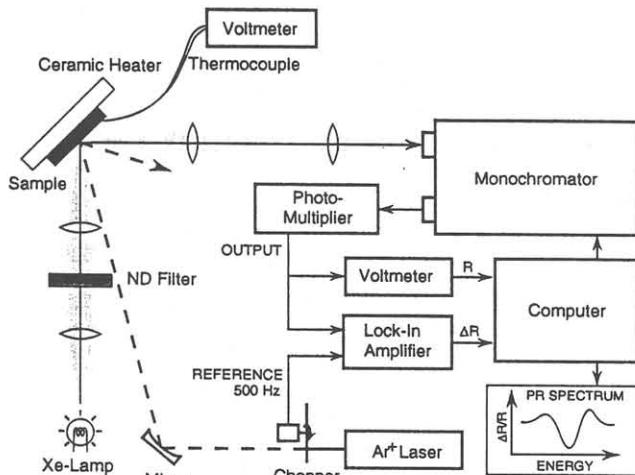 Voltmeter
Ceramic Heater
Thermocouple
Sample
Monochromator
Photo-
Multiplier
OUTPUT
ND Filter
Voltmeter
R
Computer
Lock-In
Amplifier
ΔR
REFERENCE
500 Hz
PR SPECTRUM
ΔR/R
ENERGY
Ar+ Laser
Xe-Lamp